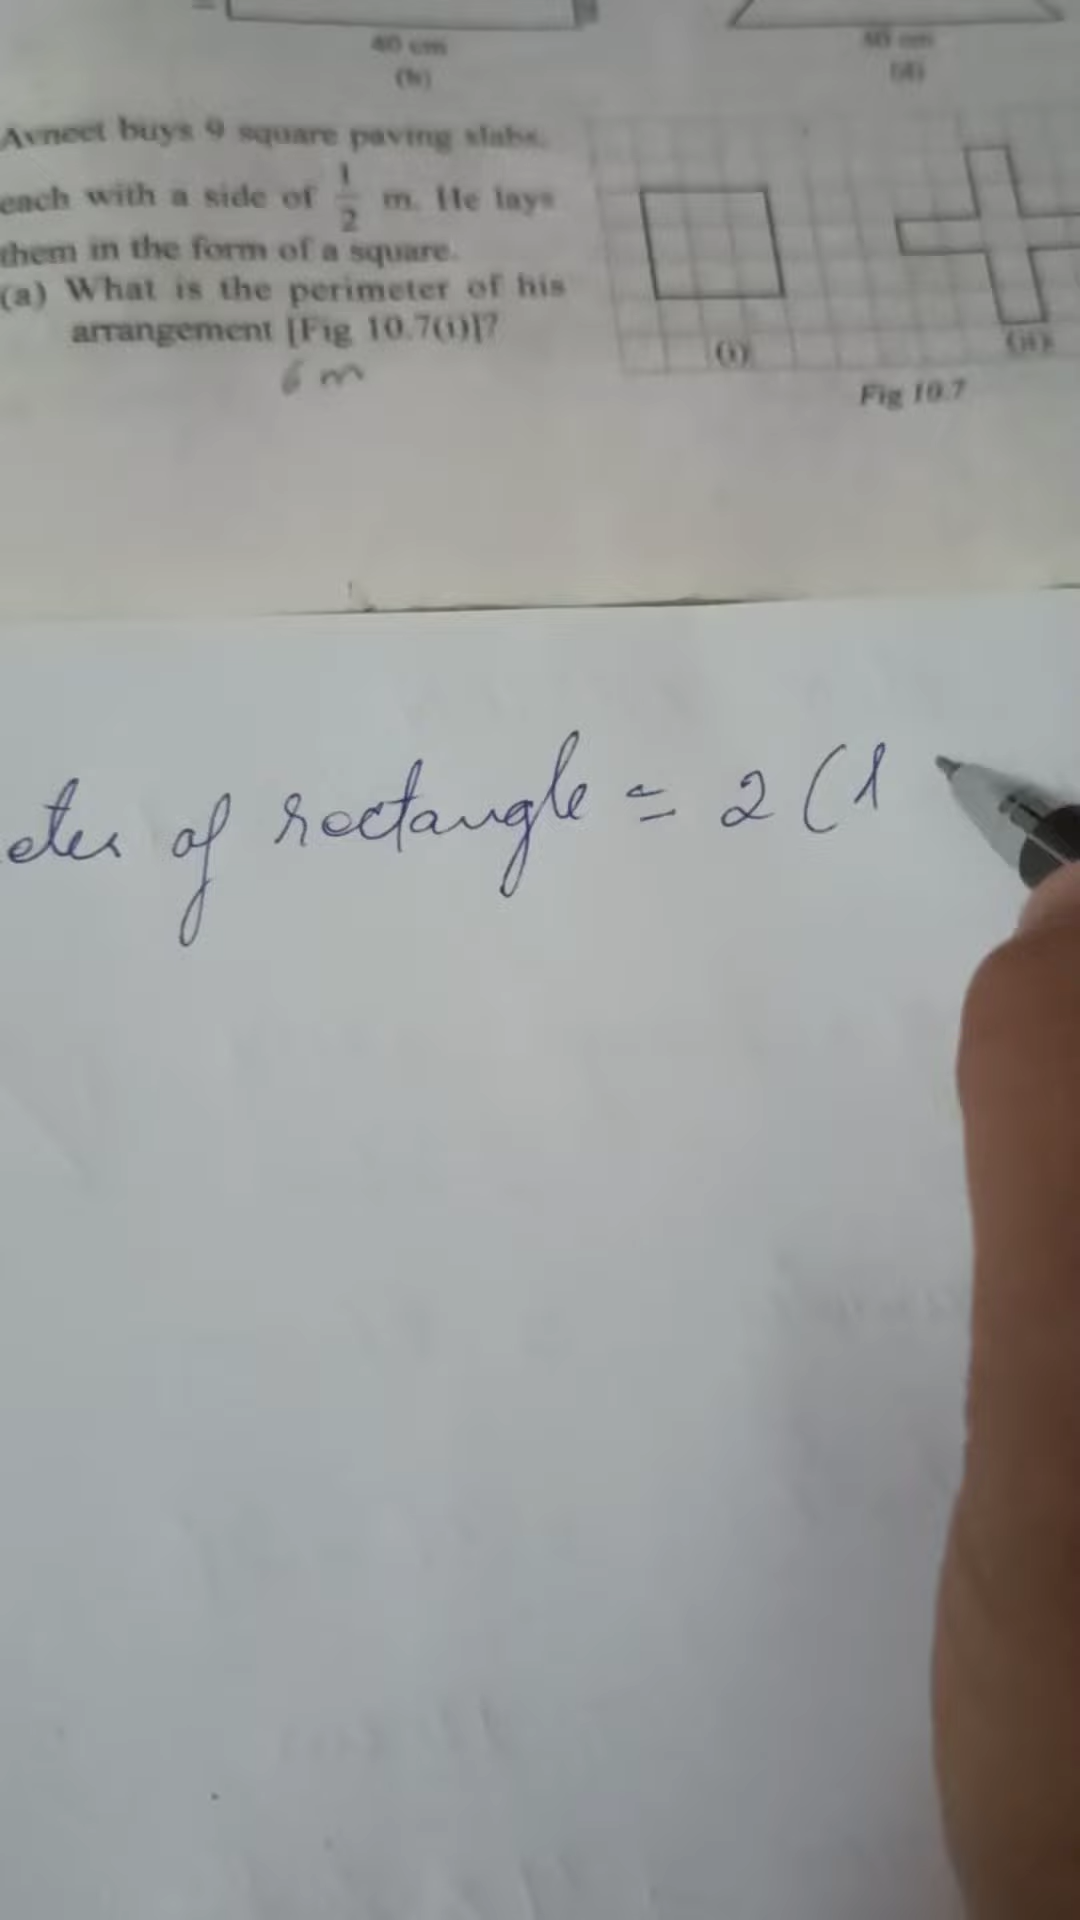 40 cm
(b)
Avneet buys 9 square paving slabs,
each with a side of 1/2 m. He lays
them in the form of a square.
(a) What is the perimeter of his
arrangement [Fig 10.7(i)]?
6 m
(i)
(ii)
Fig 10.7
eter of rectangle = 2 (l